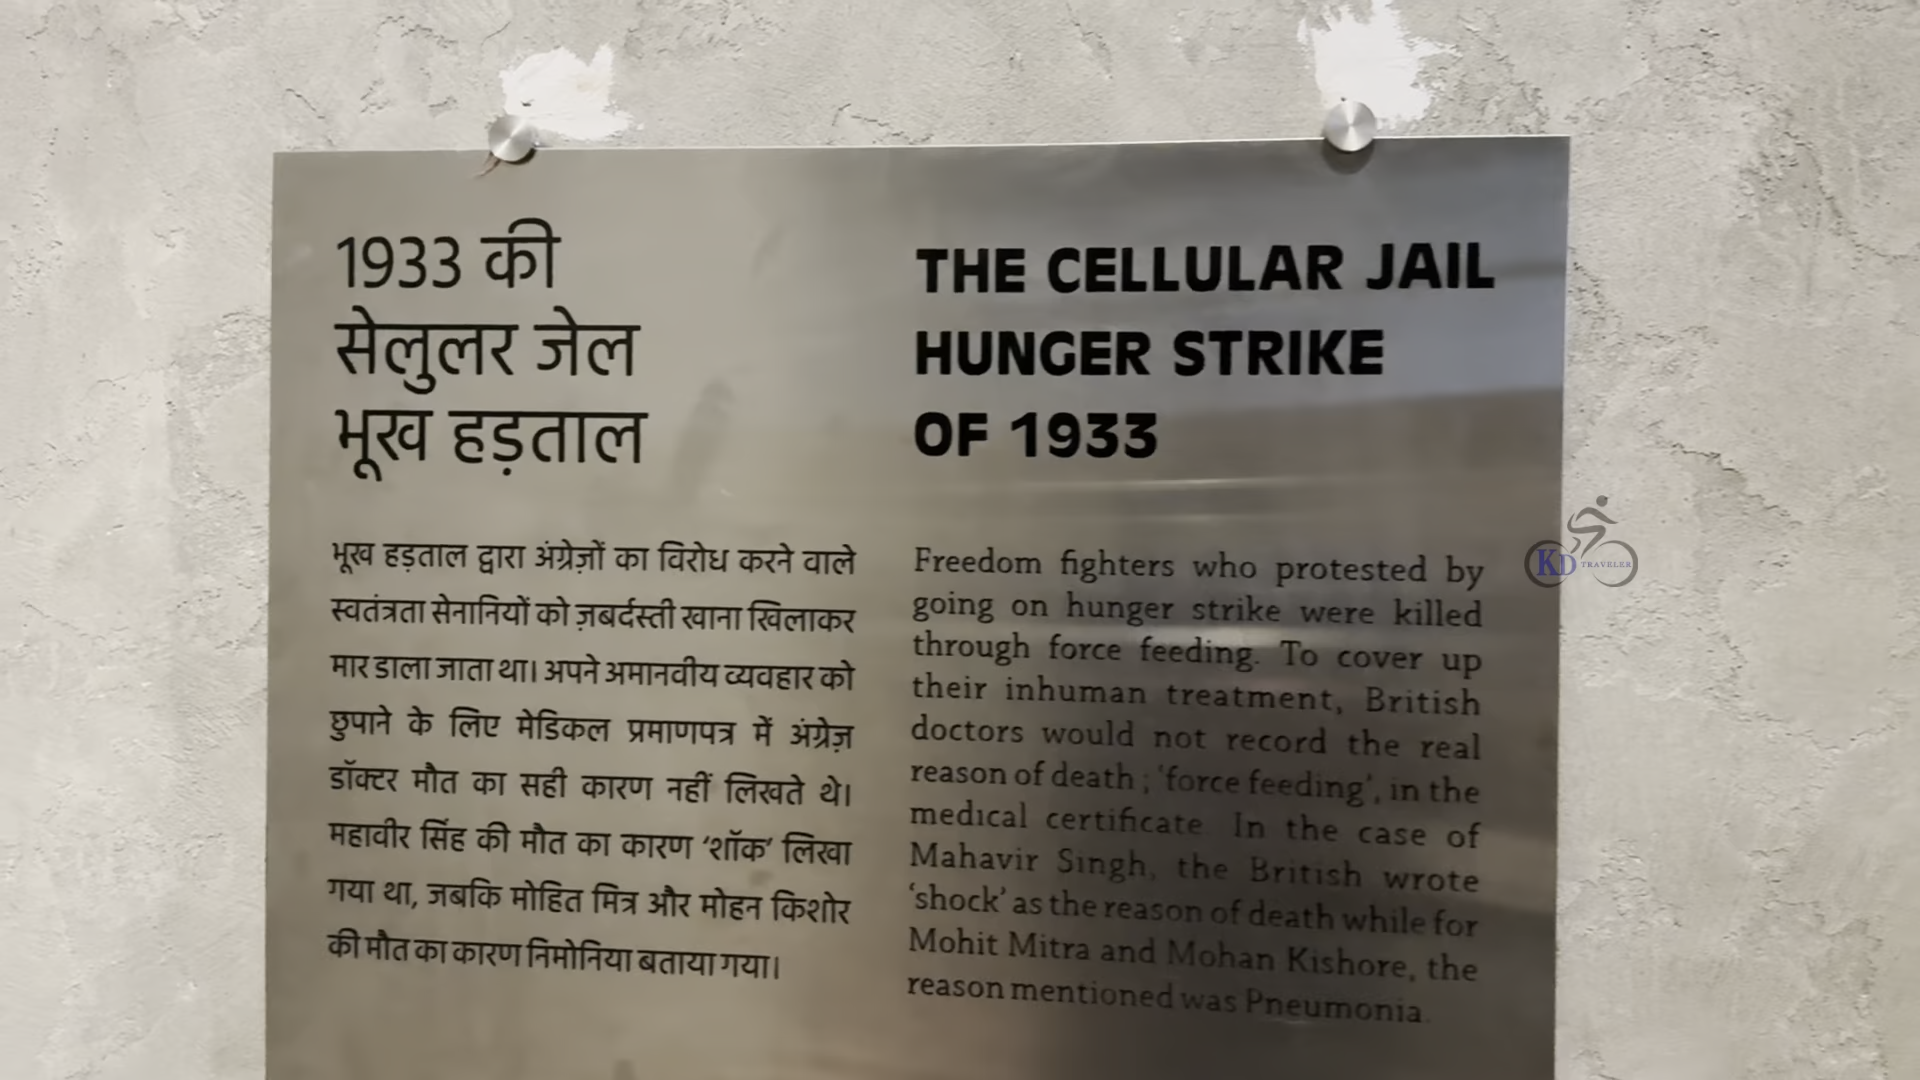 1933 की
सेलुलर जेल
भूख हड़ताल
भूख हड़ताल द्वारा अंग्रेज़ों का विरोध करने वाले
स्वतंत्रता सेनानियों को ज़बर्दस्ती खाना खिलाकर
मार डाला जाता था। अपने अमानवीय व्यवहार को
छुपाने के लिए मेडिकल प्रमाणपत्र में अंग्रेज़
डॉक्टर मौत का सही कारण नहीं लिखते थे।
महावीर सिंह की मौत का कारण ‘शॉक’ लिखा
गया था, जबकि मोहित मित्र और मोहन किशोर
की मौत का कारण निमोनिया बताया गया।
THE CELLULAR JAIL
HUNGER STRIKE
OF 1933
Freedom fighters who protested by
going on hunger strike were killed
through force feeding. To cover up
their inhuman treatment, British
doctors would not record the real
reason of death ; ‘force feeding’, in the
medical certificate. In the case of
Mahavir Singh, the British wrote
‘shock’ as the reason of death while for
Mohit Mitra and Mohan Kishore, the
reason mentioned was Pneumonia.
KD TRAVELER